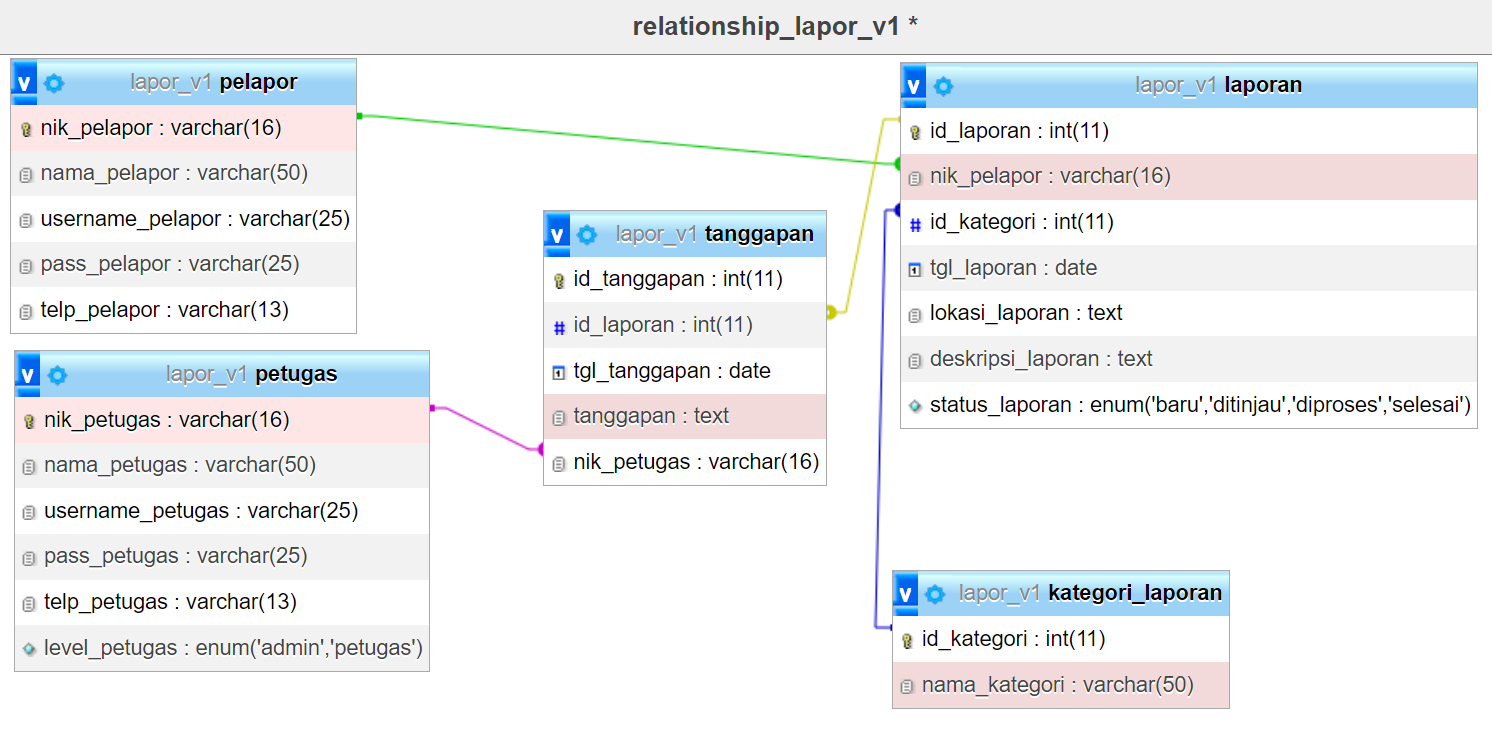 relationship_lapor_v1 *
lapor_v1 pelapor
nik_pelapor : varchar(16)
nama_pelapor : varchar(50)
username_pelapor : varchar(25)
pass_pelapor : varchar(25)
telp_pelapor : varchar(13)
lapor_v1 petugas
nik_petugas : varchar(16)
nama_petugas : varchar(50)
username_petugas : varchar(25)
pass_petugas : varchar(25)
telp_petugas : varchar(13)
level_petugas : enum('admin','petugas')
lapor_v1 tanggapan
id_tanggapan : int(11)
id_laporan : int(11)
tgl_tanggapan : date
tanggapan : text
nik_petugas : varchar(16)
lapor_v1 laporan
id_laporan : int(11)
nik_pelapor : varchar(16)
id_kategori : int(11)
tgl_laporan : date
lokasi_laporan : text
deskripsi_laporan : text
status_laporan : enum('baru','ditinjau','diproses','selesai')
lapor_v1 kategori_laporan
id_kategori : int(11)
nama_kategori : varchar(50)